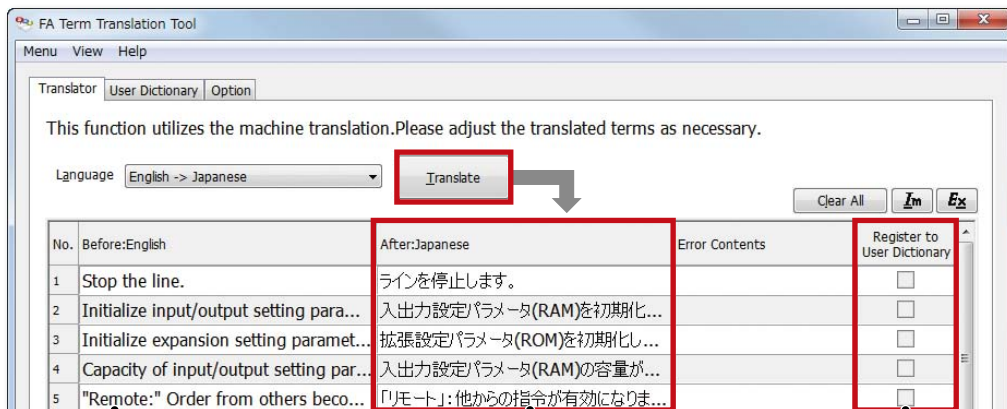 FA Term Translation Tool
Menu View Help
Translator User Dictionary Option
This function utilizes the machine translation.Please adjust the translated terms as necessary.
Language English -> Japanese Translate
Clear All Im Ex
No. Before:English After:Japanese Error Contents Register to User Dictionary
1 Stop the line. ラインを停止します。
2 Initialize input/output setting para... 入出力設定パラメータ(RAM)を初期化...
3 Initialize expansion setting paramet... 拡張設定パラメータ(ROM)を初期化し...
4 Capacity of input/output setting par... 入出力設定パラメータ(RAM)の容量が...
5 "Remote:" Order from others beco... 「リモート」:他からの指令が有効になりま...